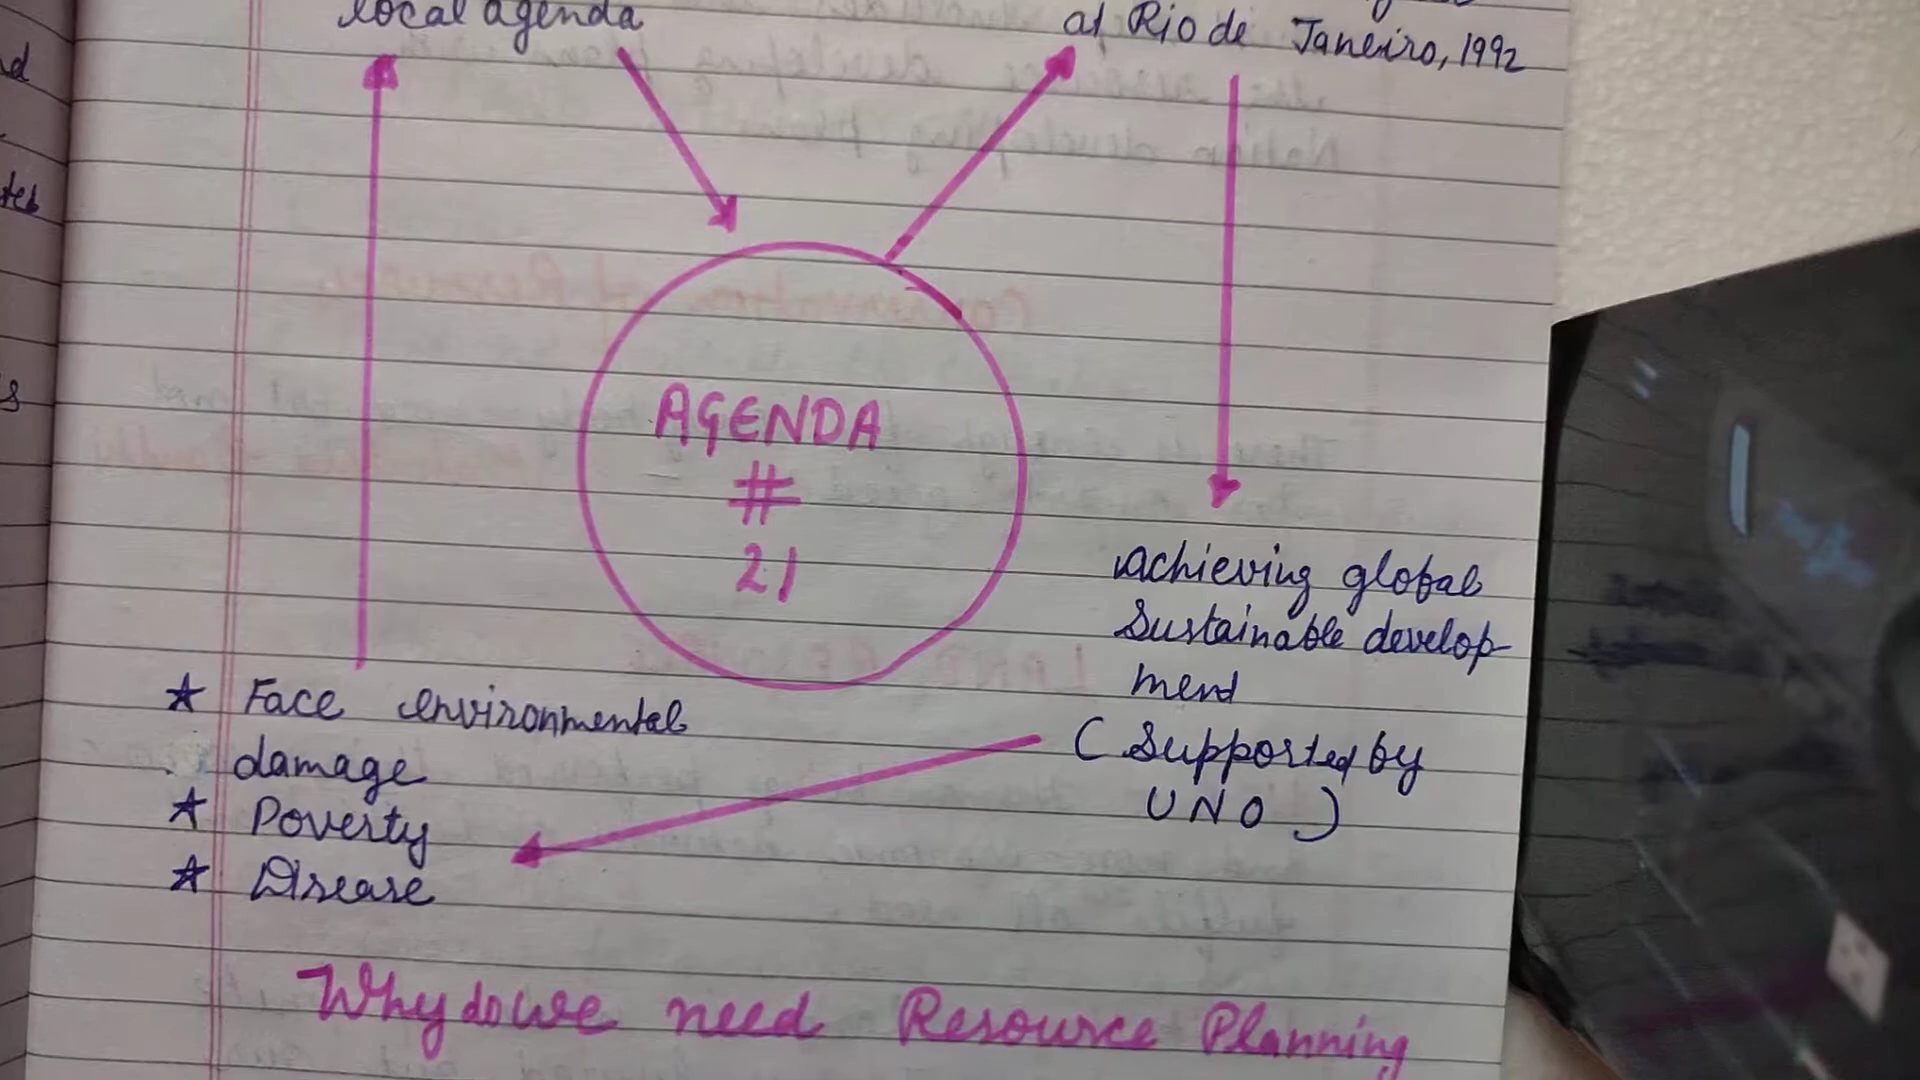 local agenda
at Rio de Janeiro, 1992
AGENDA
#
21
achieving global
Sustainable develop-
ment
(Supported by
UNO)
★ Face environmental
damage
★ Poverty
★ Disease
Why do we need Resource Planning